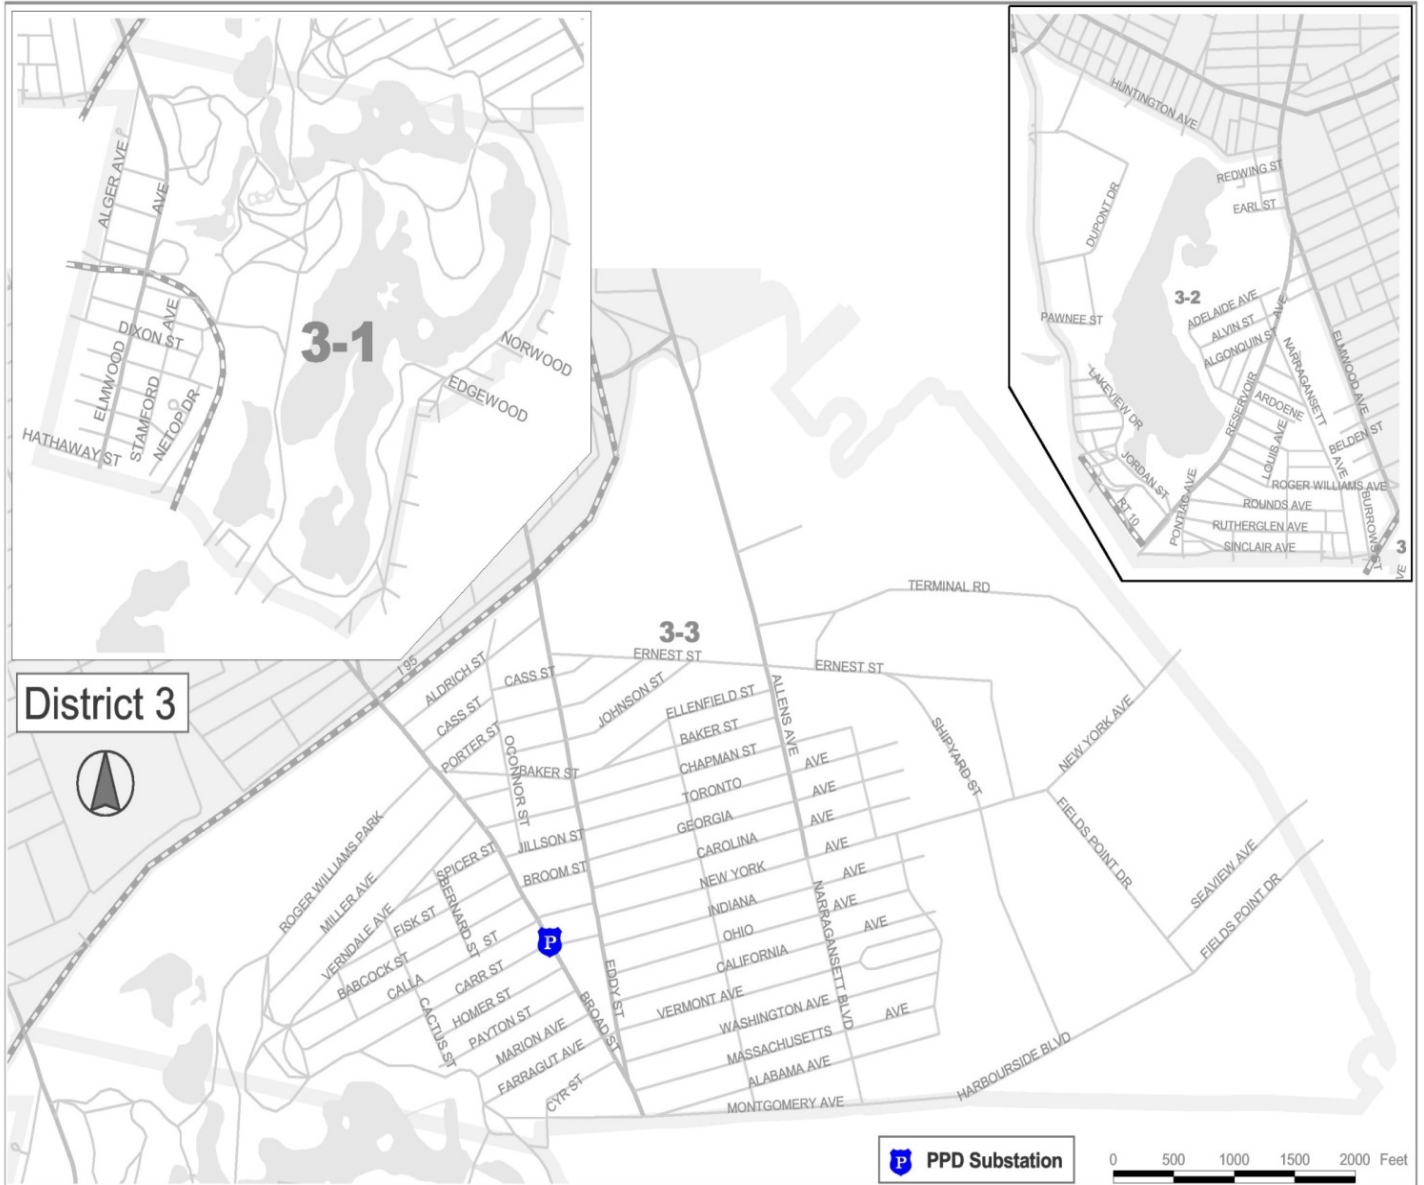 ALGER AVE
AVE
DIXON ST
AVE
ELMWOOD
STAMFORD
NETOP DR
HATHAWAY ST
3-1
NORWOOD
EDGEWOOD
HUNTINGTON AVE
REDWING ST
EARL ST
DUPONT DR
3-2
PAWNEE ST
ADELAIDE AVE
ALVIN ST
ALGONQUIN ST
AVE
RESERVOIR
NARRAGANSETT
AVE
ELMWOOD AVE
LAKEVIEW DR
ARDOENE
LOUIS AVE
BELDEN ST
JORDAN ST
RT 10
PONTIAC AVE
ROGER WILLIAMS AVE
ROUNDS AVE
RUTHERGLEN AVE
SINCLAIR AVE
BURROWS ST
3
VE
District 3
I 95
3-3
TERMINAL RD
ERNEST ST
ERNEST ST
ALDRICH ST
CASS ST
CASS ST
JOHNSON ST
ELLENFIELD ST
ALLENS AVE
PORTER ST
OCONNOR ST
BAKER ST
BAKER ST
CHAPMAN ST
TORONTO
AVE
GEORGIA
AVE
CAROLINA
AVE
NEW YORK
AVE
INDIANA
AVE
OHIO
AVE
CALIFORNIA
AVE
SHIPYARD ST
NEW YORK AVE
FIELDS POINT DR
SEAVIEW AVE
FIELDS POINT DR
ROGER WILLIAMS PARK
MILLER AVE
VERNDALE AVE
SPICER ST
JILLSON ST
BROOM ST
FISK ST
SBERNARD ST
BABCOCK ST
CALLA
ST
CARR ST
P
CACTUS ST
HOMER ST
PAYTON ST
MARION AVE
FARRAGUT AVE
CYR ST
BROAD ST
EDDY ST
VERMONT AVE
NARRAGANSETT BLVD
WASHINGTON AVE
MASSACHUSETTS
AVE
ALABAMA AVE
MONTGOMERY AVE
HARBOURSIDE BLVD
P PPD Substation
0 500 1000 1500 2000 Feet